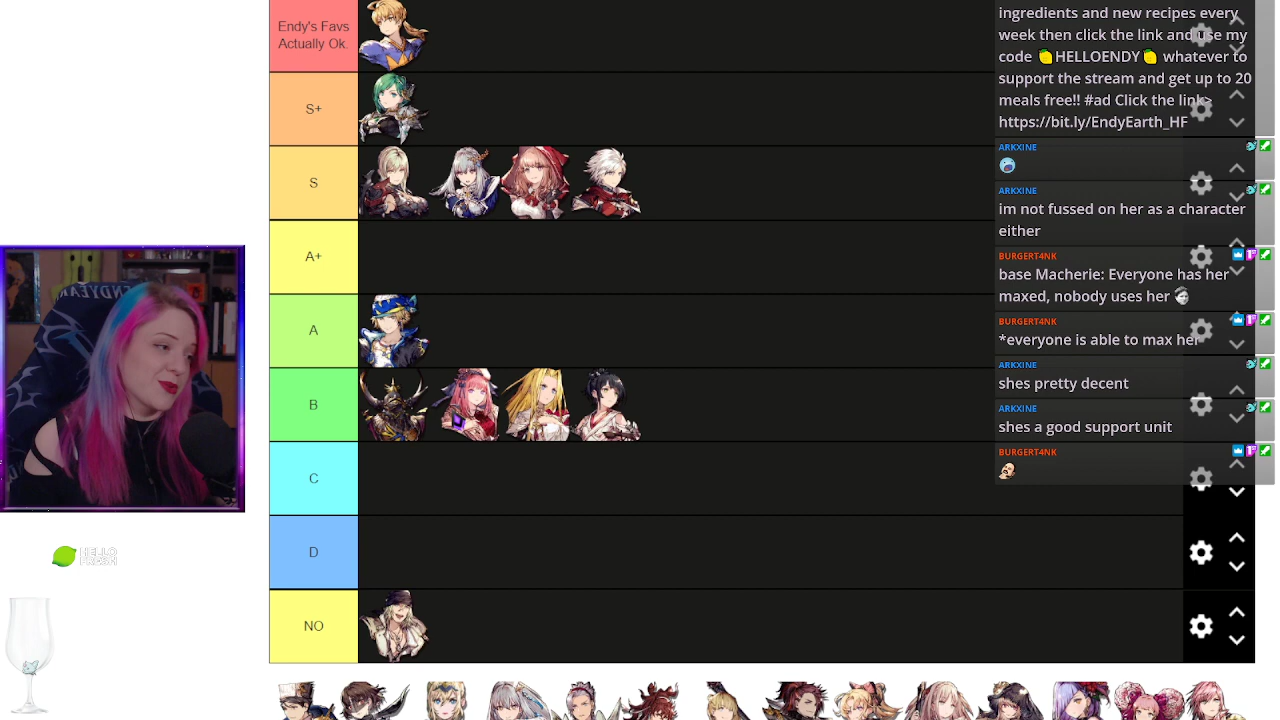 Endy's Favs
Actually Ok.
S+
S
A+
A
B
C
D
NO
ingredients and new recipes every
week then click the link and use my
code 🍋HELLOENDY🍋 whatever to
support the stream and get up to 20
meals free!! #ad Click the link>
https://bit.ly/EndyEarth_HF
ARKXINE
ARKXINE
im not fussed on her as a character
either
BURGERT4NK
base Macherie: Everyone has her
maxed, nobody uses her
BURGERT4NK
*everyone is able to max her
ARKXINE
shes pretty decent
ARKXINE
shes a good support unit
BURGERT4NK
HELLO
FRESH